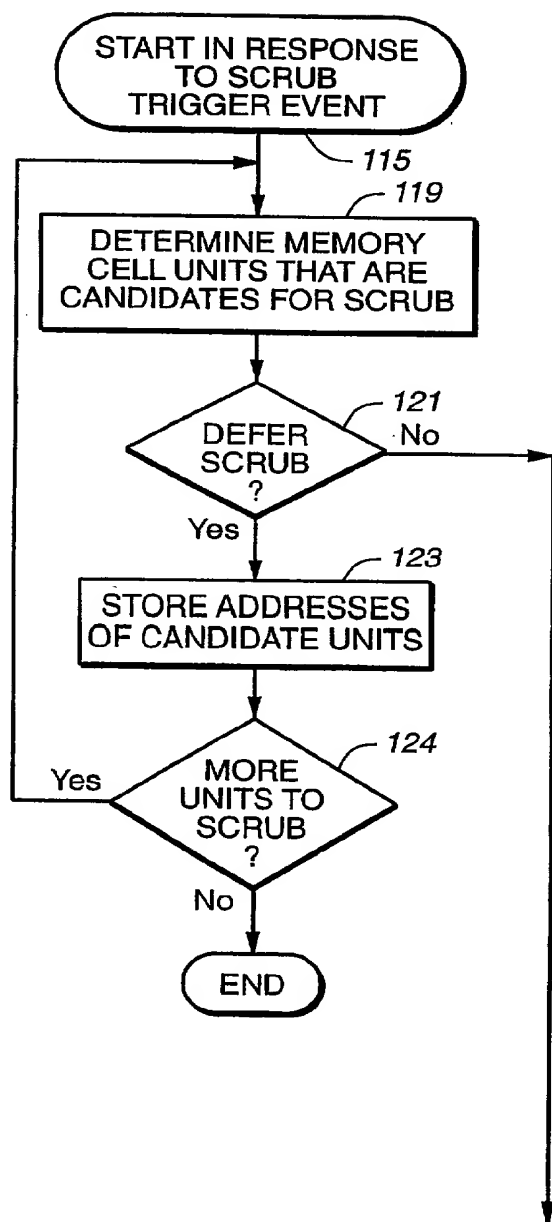 START IN RESPONSE
TO SCRUB
TRIGGER EVENT
115
119
DETERMINE MEMORY
CELL UNITS THAT ARE
CANDIDATES FOR SCRUB
121
DEFER
SCRUB
?
No
Yes
123
STORE ADDRESSES
OF CANDIDATE UNITS
124
MORE
UNITS TO
SCRUB
?
Yes
No
END